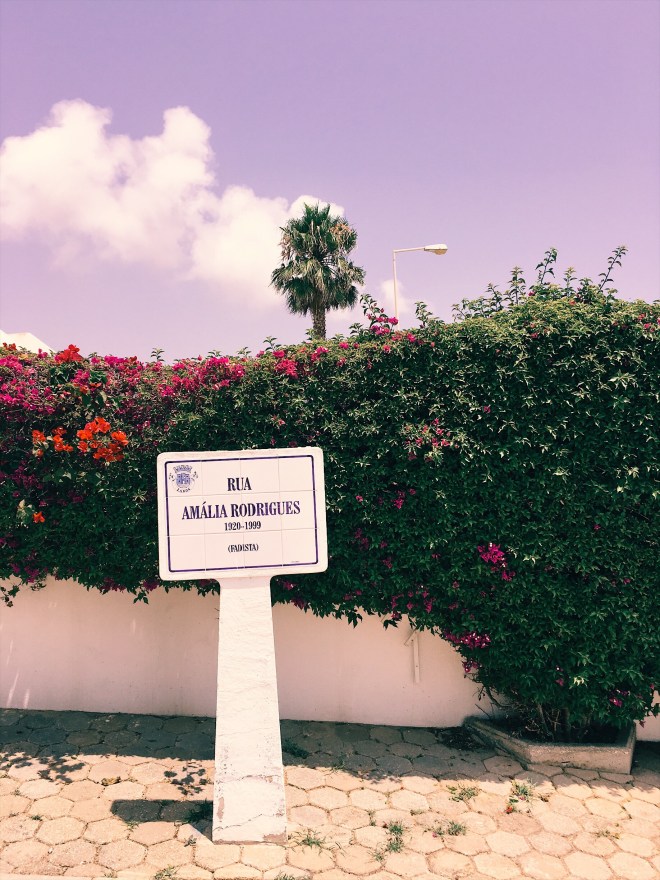 RUA
AMÁLIA RODRIGUES
1920-1999
(FADISTA)